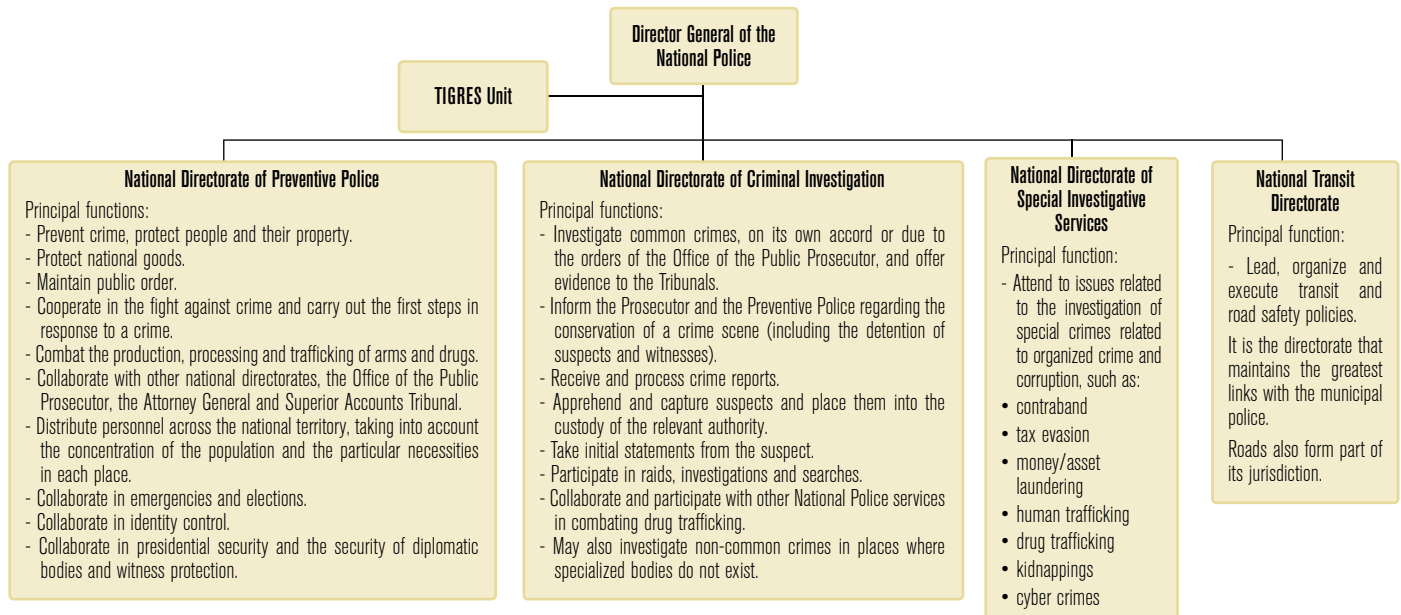 Director General of the
National Police
TIGRES Unit
National Directorate of Preventive Police
Principal functions:
- Prevent crime, protect people and their property.
- Protect national goods.
- Maintain public order.
- Cooperate in the fight against crime and carry out the first steps in
response to a crime.
- Combat the production, processing and trafficking of arms and drugs.
- Collaborate with other national directorates, the Office of the Public
Prosecutor, the Attorney General and Superior Accounts Tribunal.
- Distribute personnel across the national territory, taking into account
the concentration of the population and the particular necessities
in each place.
- Collaborate in emergencies and elections.
- Collaborate in identity control.
- Collaborate in presidential security and the security of diplomatic
bodies and witness protection.
National Directorate of Criminal Investigation
Principal functions:
- Investigate common crimes, on its own accord or due to
the orders of the Office of the Public Prosecutor, and offer
evidence to the Tribunals.
- Inform the Prosecutor and the Preventive Police regarding the
conservation of a crime scene (including the detention of
suspects and witnesses).
- Receive and process crime reports.
- Apprehend and capture suspects and place them into the
custody of the relevant authority.
- Take initial statements from the suspect.
- Participate in raids, investigations and searches.
- Collaborate and participate with other National Police services
in combating drug trafficking.
- May also investigate non-common crimes in places where
specialized bodies do not exist.
National Directorate of
Special Investigative
Services
Principal function:
- Attend to issues related
to the investigation of
special crimes related
to organized crime and
corruption, such as:
• contraband
• tax evasion
• money/asset
laundering
• human trafficking
• drug trafficking
• kidnappings
• cyber crimes
National Transit
Directorate
Principal function:
- Lead, organize and
execute transit and
road safety policies.
It is the directorate that
maintains the greatest
links with the municipal
police.
Roads also form part of
its jurisdiction.